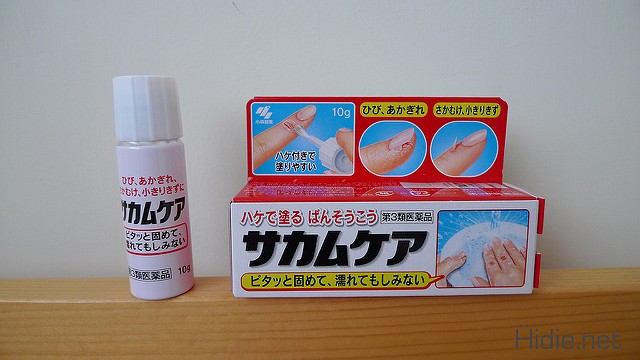 ひび、あかぎれ、
かむけ、小きりきずに
サカムケア
ピタッと固めて、
濡れてもしみない
第3類医薬品
10g
小林製薬
10g
ハケ付きで
塗りやすい
ひび、あかぎれ
さかむけ、小きりきず
ハケで塗る ばんそうこう
第3類医薬品
サカムケア
ピタッと固めて、濡れてもしみない
Hidie.net